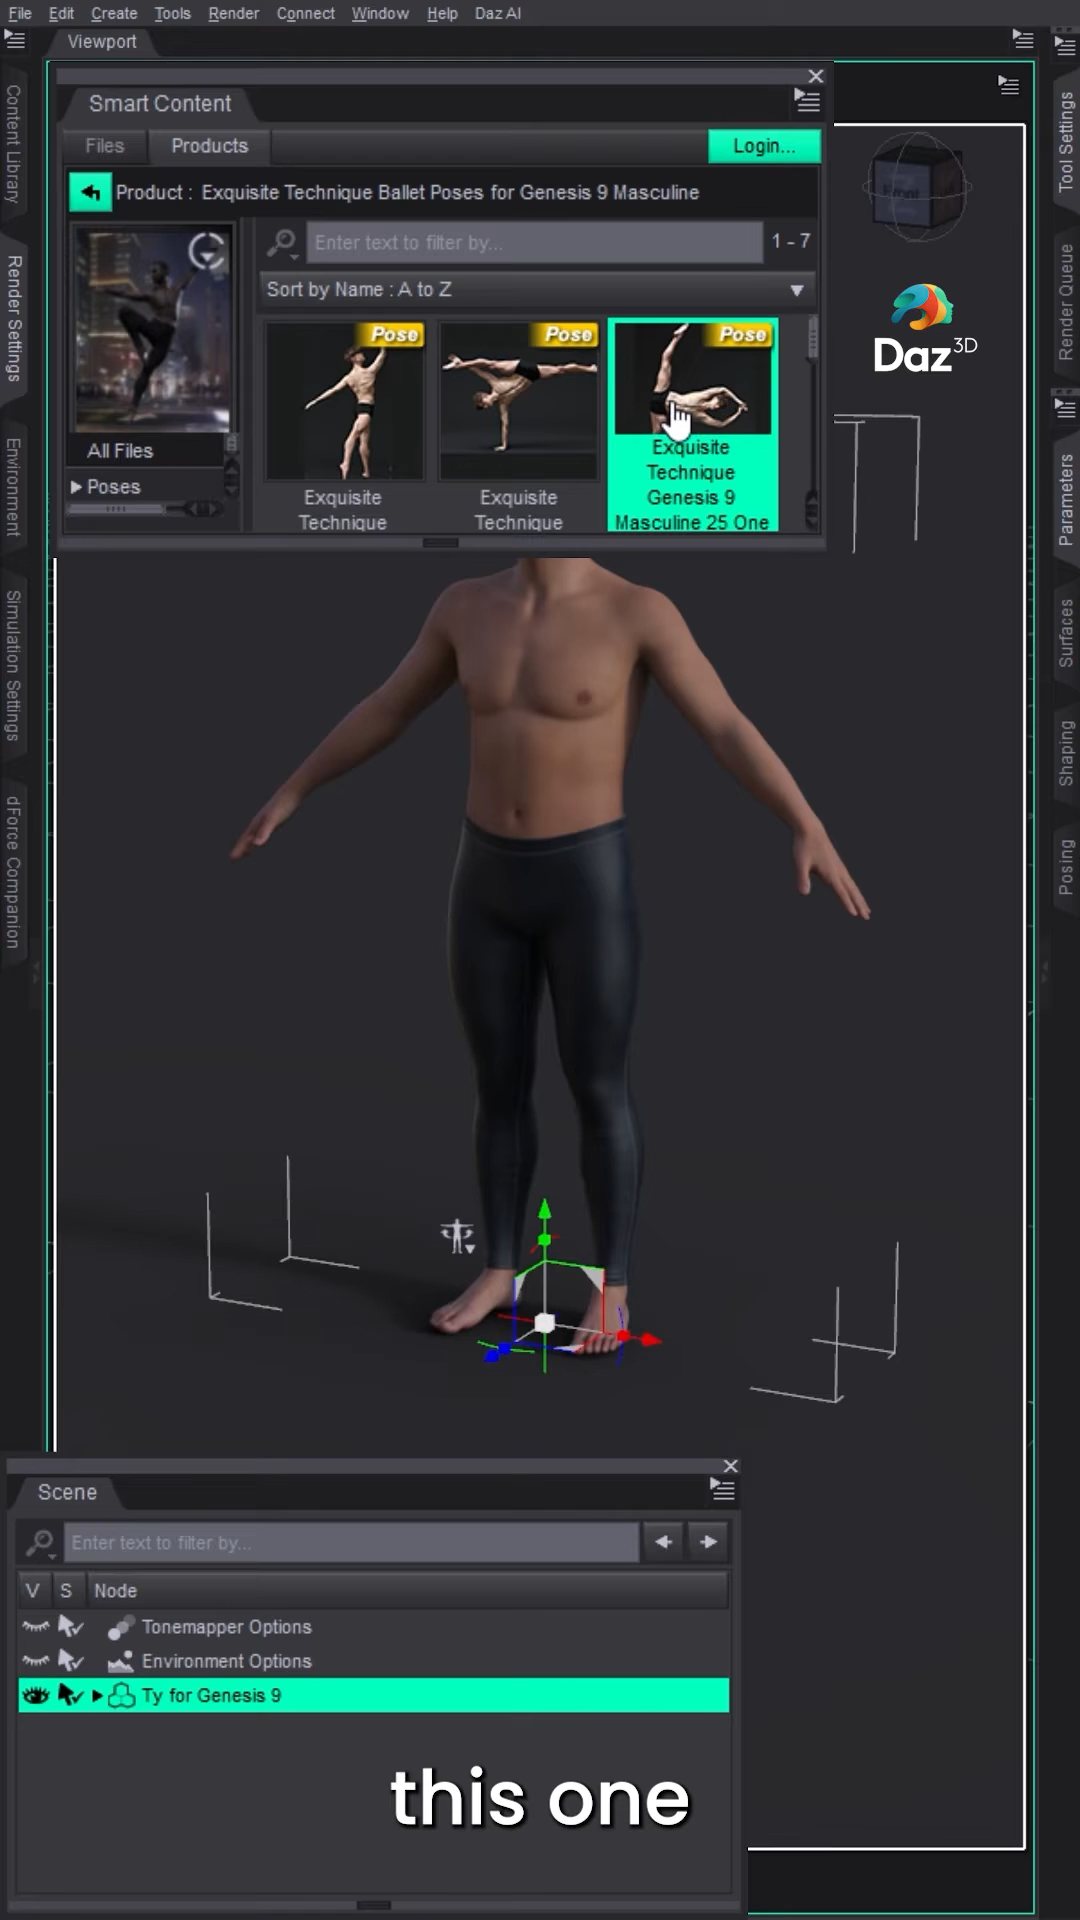 File Edit Create Tools Render Connect Window Help Daz AI
Viewport
Content Library
Render Settings
Environment
Simulation Settings
dForce Companion
Smart Content
Files Products Login...
Product : Exquisite Technique Ballet Poses for Genesis 9 Masculine
Enter text to filter by... 1 - 7
Sort by Name : A to Z
All Files
Poses
Pose
Exquisite
Technique
Pose
Exquisite
Technique
Pose
Exquisite
Technique
Genesis 9
Masculine 25 One
Front
Daz 3D
Tool Settings
Render Queue
Parameters
Surfaces
Shaping
Posing
Scene
Enter text to filter by...
V S Node
Tonemapper Options
Environment Options
Ty for Genesis 9
this one